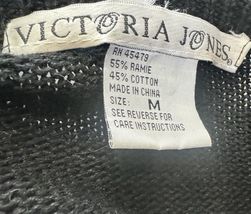 VICTORIA JONES
RN 45479
55% RAMIE
45% COTTON
MADE IN CHINA
SIZE: M
SEE REVERSE FOR
CARE INSTRUCTIONS